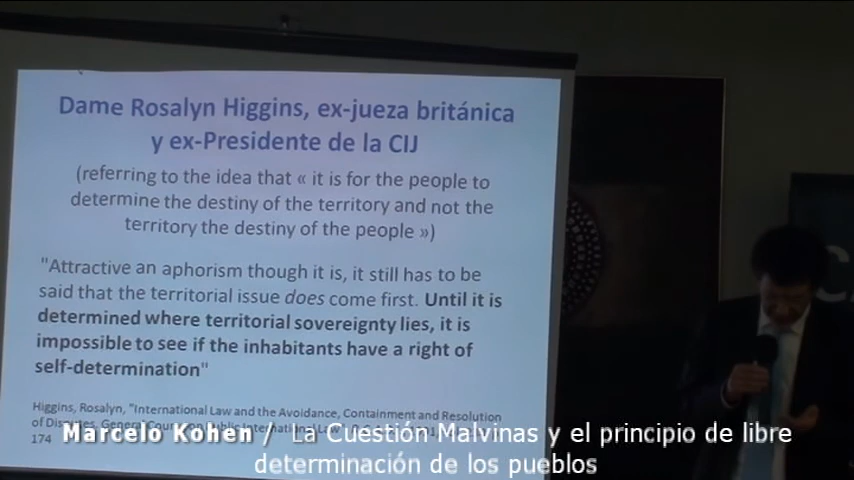 Dame Rosalyn Higgins, ex-jueza británica
y ex-Presidente de la CIJ
(referring to the idea that « it is for the people to
determine the destiny of the territory and not the
territory the destiny of the people »)
"Attractive an aphorism though it is, it still has to be
said that the territorial issue does come first. Until it is
determined where territorial sovereignty lies, it is
impossible to see if the inhabitants have a right of
self-determination"
Higgins, Rosalyn, "International Law and the Avoidance, Containment and Resolution
of General Public International Law"
174
Marcelo Kohen / La Cuestión Malvinas y el principio de libre
determinación de los pueblos
C